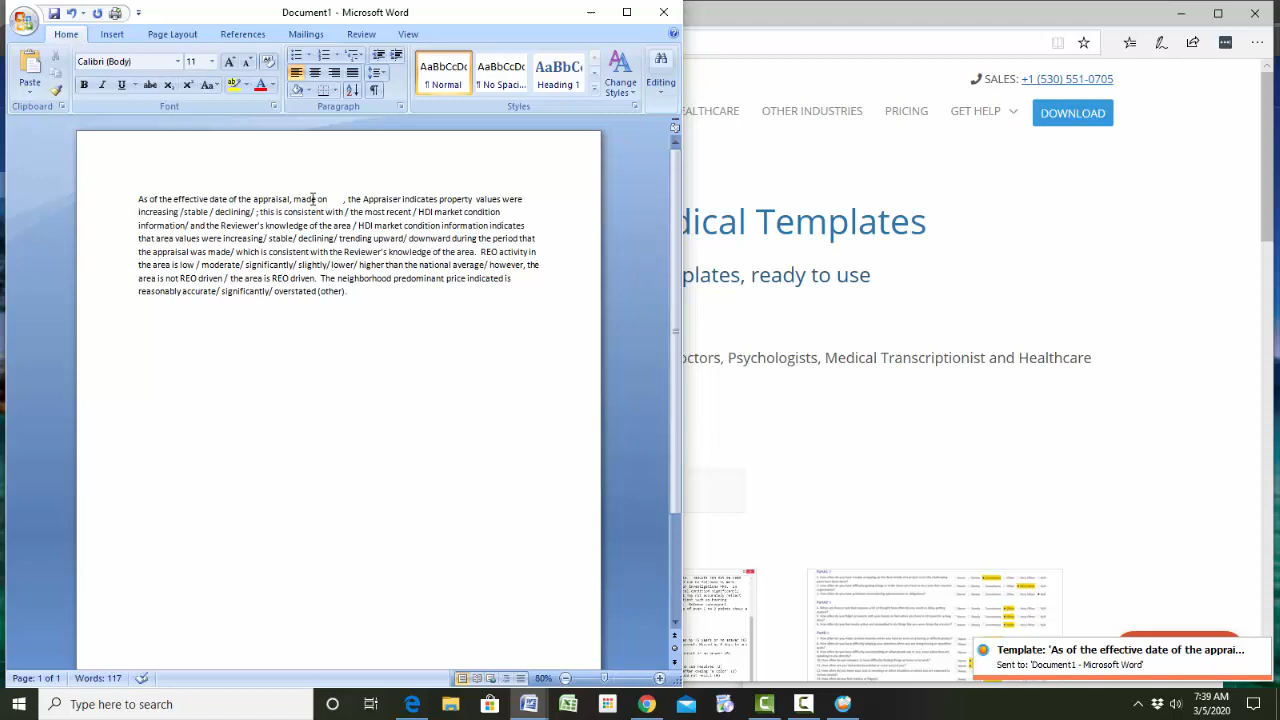 Document1 - Microsoft Word
Home Insert Page Layout References Mailings Review View
Calibri (Body) 11
Paste
Clipboard Font Paragraph Styles
AaBbCcDc AaBbCcDc AaBbC
¶ Normal ¶ No Spaci... Heading 1
Change Styles
Editing
As of the effective date of the appraisal, made on , the Appraiser indicates property values were
increasing /stable / declining/ ; this is consistent with / the most recent / HDI market condition
information/ and the Reviewer's knowledge of the area / HDI market condition information indicates
that area values were / increasing/ stable/ declining/ trending upward/ downward during the period that
the appraisal was made/ which is consistent with the Reviewer's knowledge of the area. REO activity in
the area is low / moderate/ significantly/ slightly/ lower/ higher than the national average/ however, the
area is not REO driven / the area is REO driven. The neighborhood predominant price indicated is
reasonably accurate/ significantly/ overstated (other).
Page: 1 of 1 Words: 1/115
SALES: +1 (530) 551-0705
EALTHCARE OTHER INDUSTRIES PRICING GET HELP DOWNLOAD
dical Templates
plates, ready to use
octors, Psychologists, Medical Transcriptionist and Healthcare
Template: 'As of the effective date of the apprai...
Sent to: 'Document1 - Microsoft Word
Type here to search
7:39 AM
3/5/2020